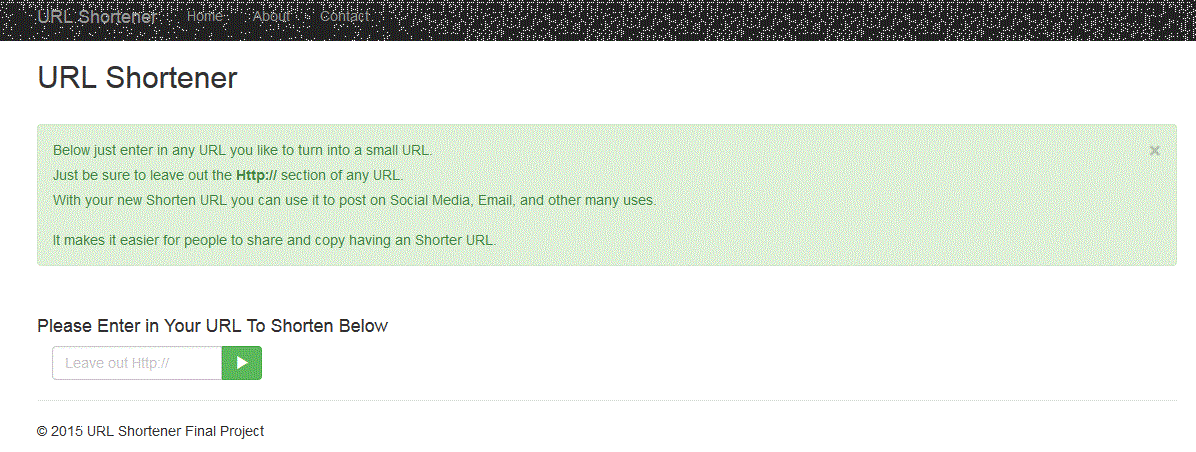 URL Shortener Home About Contact
URL Shortener
Below just enter in any URL you like to turn into a small URL.
Just be sure to leave out the Http:// section of any URL.
With your new Shorten URL you can use it to post on Social Media, Email, and other many uses.
It makes it easier for people to share and copy having an Shorter URL.
Please Enter in Your URL To Shorten Below
Leave out Http://
© 2015 URL Shortener Final Project